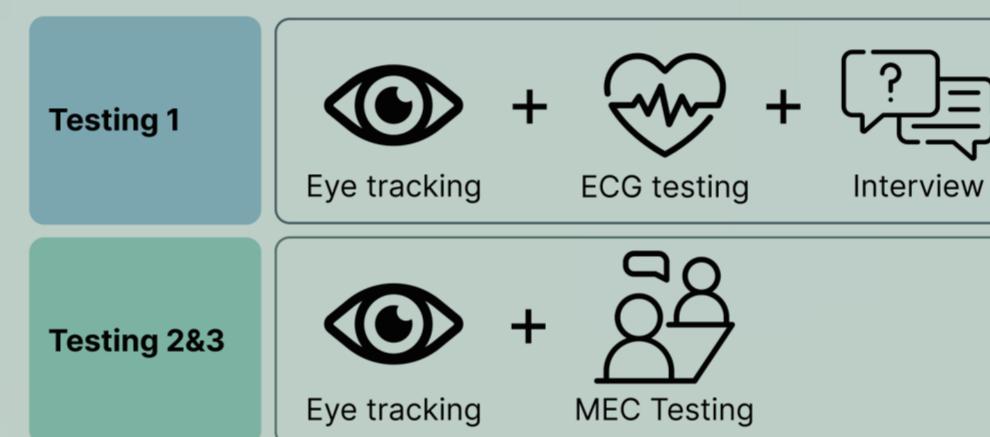 Testing 1
Eye tracking
+
ECG testing
+
?
Interview
Testing 2&3
Eye tracking
+
MEC Testing